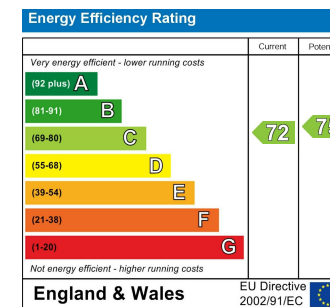 Energy Efficiency Rating
Current
Very energy efficient - lower running costs
(92 plus) A
(81-91) B
(69-80) C
72
(55-68) D
(39-54) E
(21-38) F
(1-20) G
Not energy efficient - higher running costs
England & Wales
EU Directive
2002/91/EC